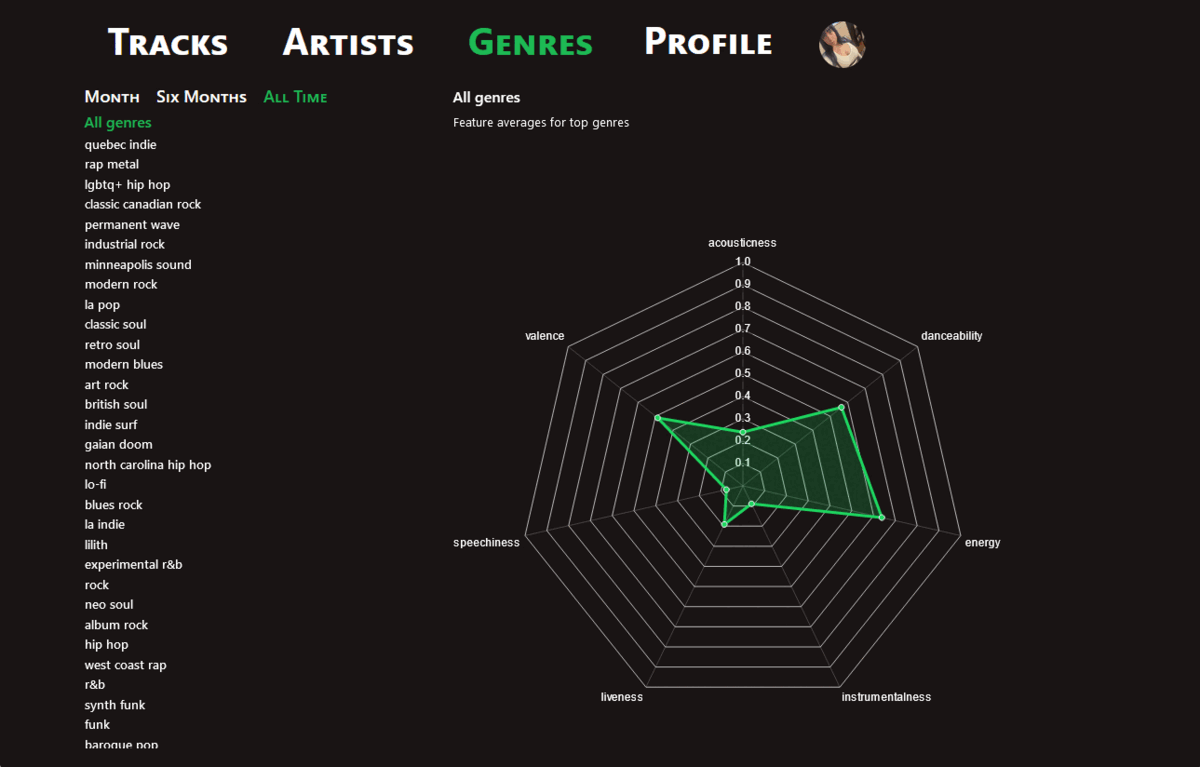 Tracks Artists Genres Profile
Month Six Months All Time
All genres
quebec indie
rap metal
lgbtq+ hip hop
classic canadian rock
permanent wave
industrial rock
minneapolis sound
modern rock
la pop
classic soul
retro soul
modern blues
art rock
british soul
indie surf
gaian doom
north carolina hip hop
lo-fi
blues rock
la indie
lilith
experimental r&b
rock
neo soul
album rock
hip hop
west coast rap
r&b
synth funk
funk
baroque pop
All genres
Feature averages for top genres
acousticness
1.0
0.9
0.8
0.7
0.6
0.5
0.4
0.3
0.2
0.1
valence
danceability
speechiness
energy
liveness
instrumentalness